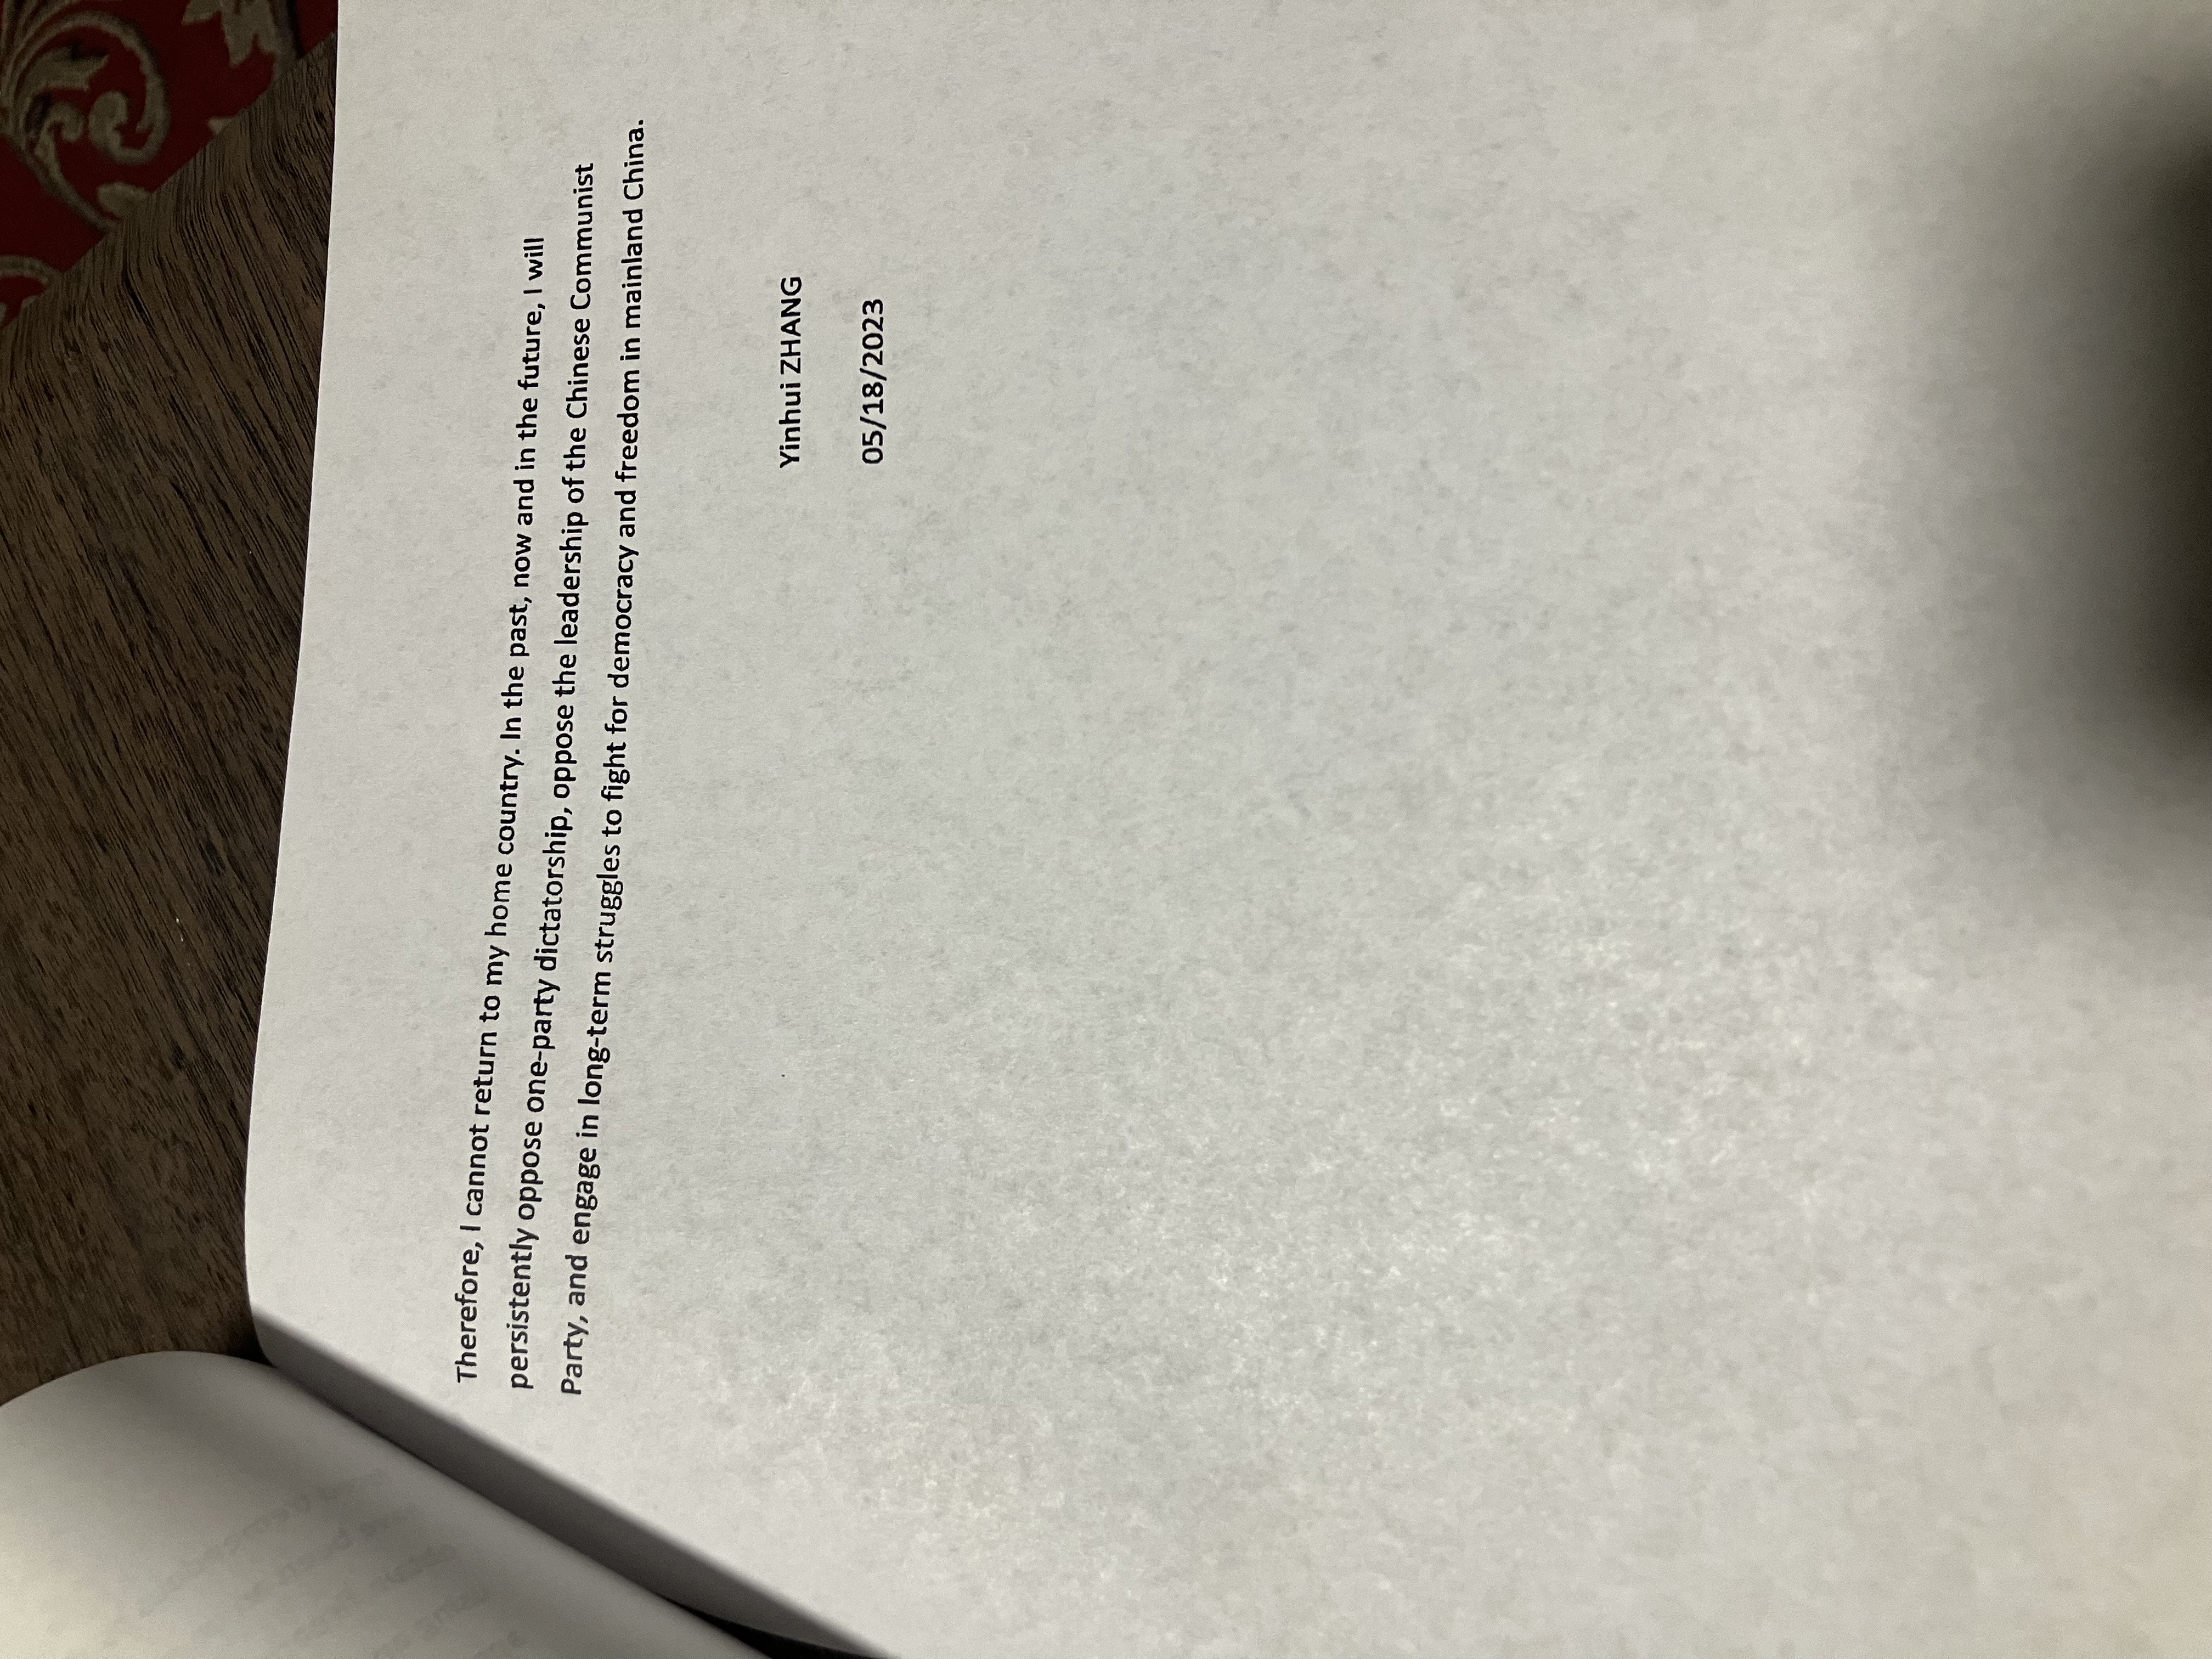 Therefore, I cannot return to my home country. In the past, now and in the future, I will
persistently oppose one-party dictatorship, oppose the leadership of the Chinese Communist
Party, and engage in long-term struggles to fight for democracy and freedom in mainland China.
Yinhui ZHANG
05/18/2023